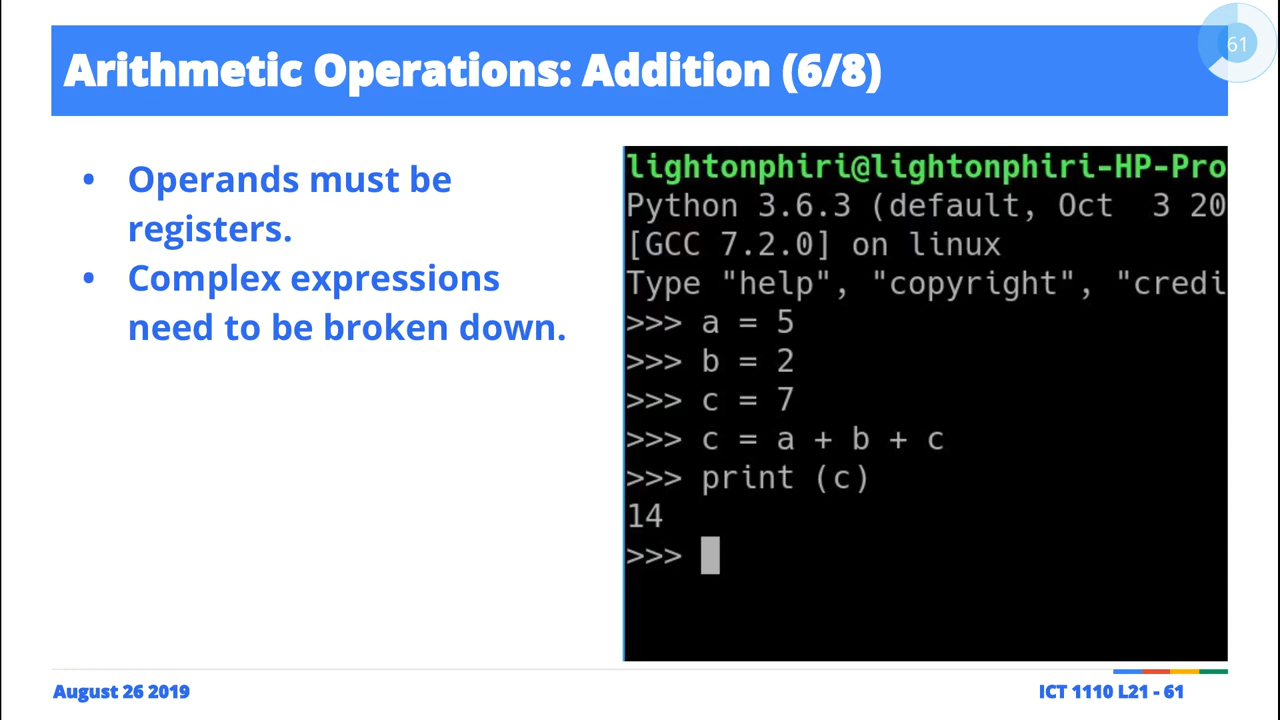 61
Arithmetic Operations: Addition (6/8)
• Operands must be
registers.
• Complex expressions
need to be broken down.
lightonphiri@lightonphiri-HP-Pro
Python 3.6.3 (default, Oct  3 20
[GCC 7.2.0] on linux
Type "help", "copyright", "credi
>>> a = 5
>>> b = 2
>>> c = 7
>>> c = a + b + c
>>> print (c)
14
>>>
August 26 2019
ICT 1110 L21 - 61